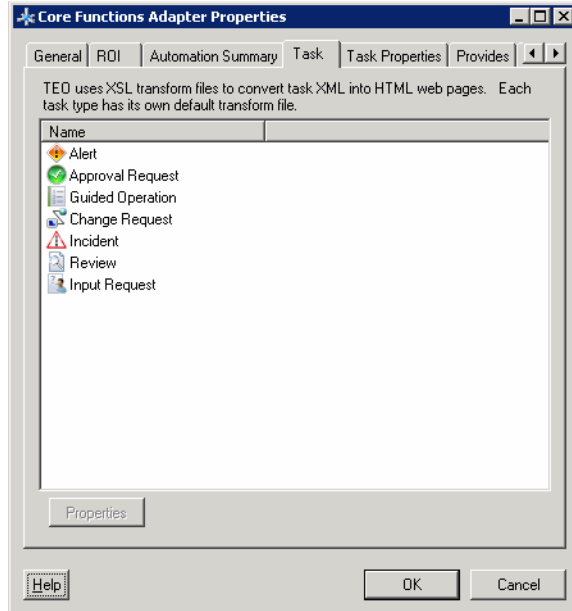 Core Functions Adapter Properties
General ROI Automation Summary Task Task Properties Provides
TEO uses XSL transform files to convert task XML into HTML web pages. Each
task type has its own default transform file.
Name
Alert
Approval Request
Guided Operation
Change Request
Incident
Review
Input Request
Properties
Help OK Cancel